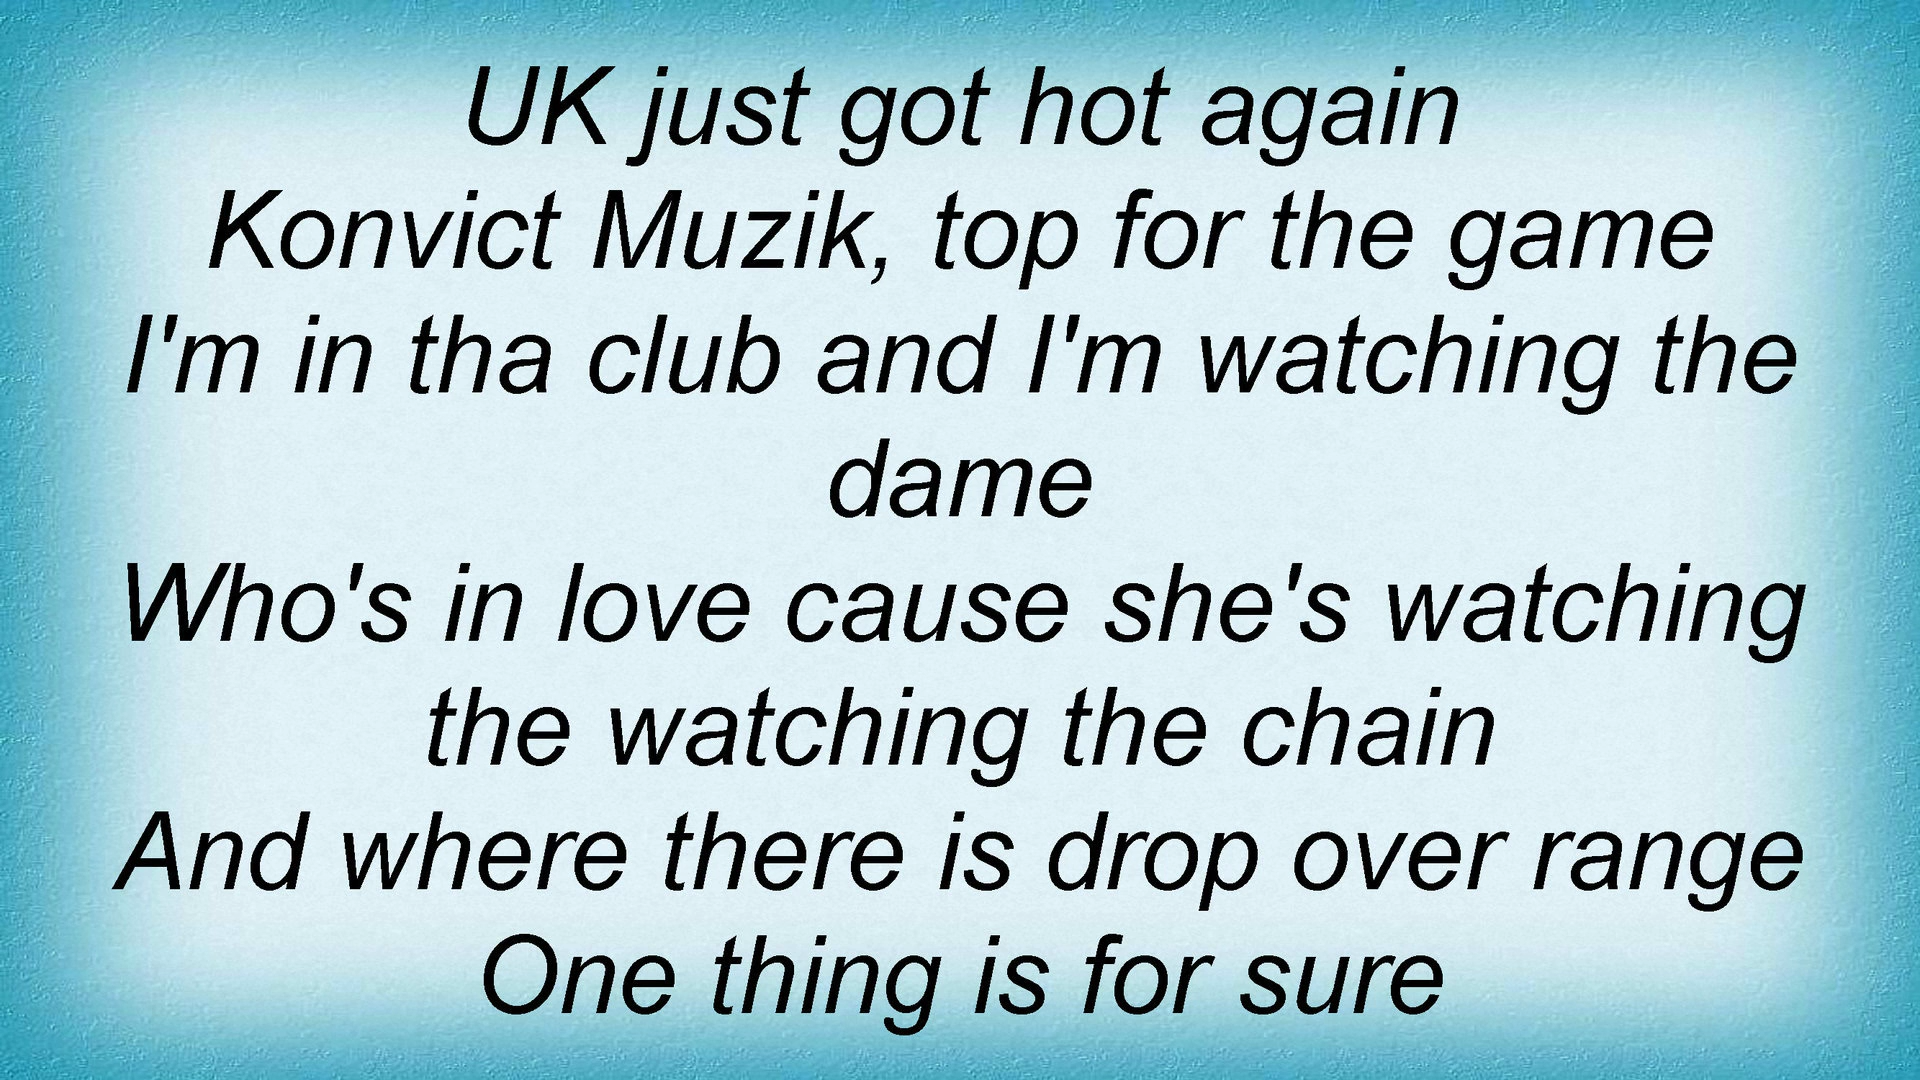 UK just got hot again
Konvict Muzik, top for the game
I'm in tha club and I'm watching the
dame
Who's in love cause she's watching
the watching the chain
And where there is drop over range
One thing is for sure